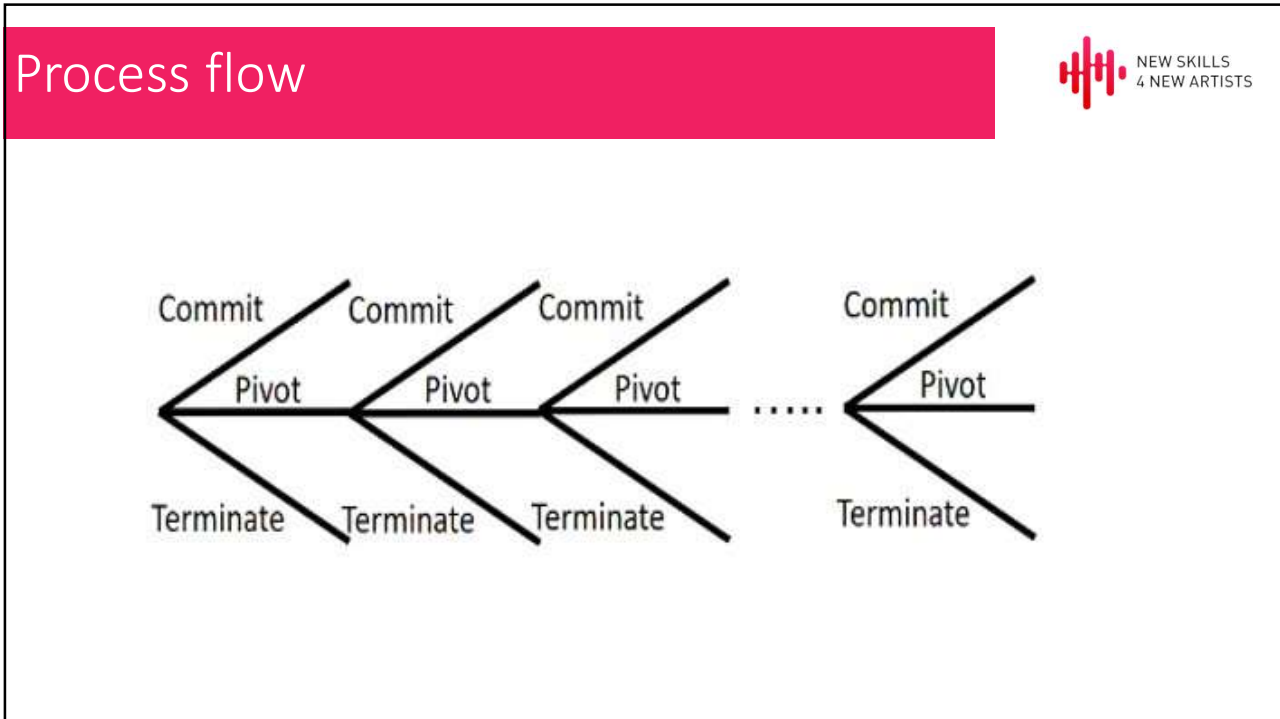 Process flow
NEW SKILLS
4 NEW ARTISTS
Commit
Commit
Commit
Commit
Pivot
Pivot
Pivot
.....
Pivot
Terminate
Terminate
Terminate
Terminate